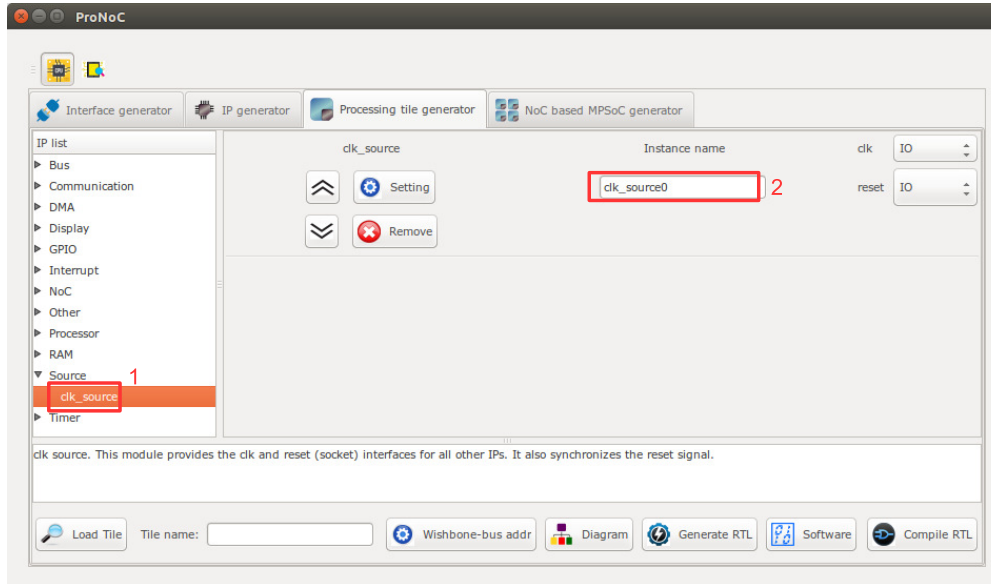 ProNoC
Interface generator
IP generator
Processing tile generator
NoC based MPSoC generator
IP list
Bus
Communication
DMA
Display
GPIO
Interrupt
NoC
Other
Processor
RAM
Source
1
clk_source
Timer
clk_source
Instance name
clk
IO
Setting
clk_source0
2
reset
IO
Remove
clk source. This module provides the clk and reset (socket) interfaces for all other IPs. It also synchronizes the reset signal.
Load Tile
Tile name:
Wishbone-bus addr
Diagram
Generate RTL
Software
Compile RTL